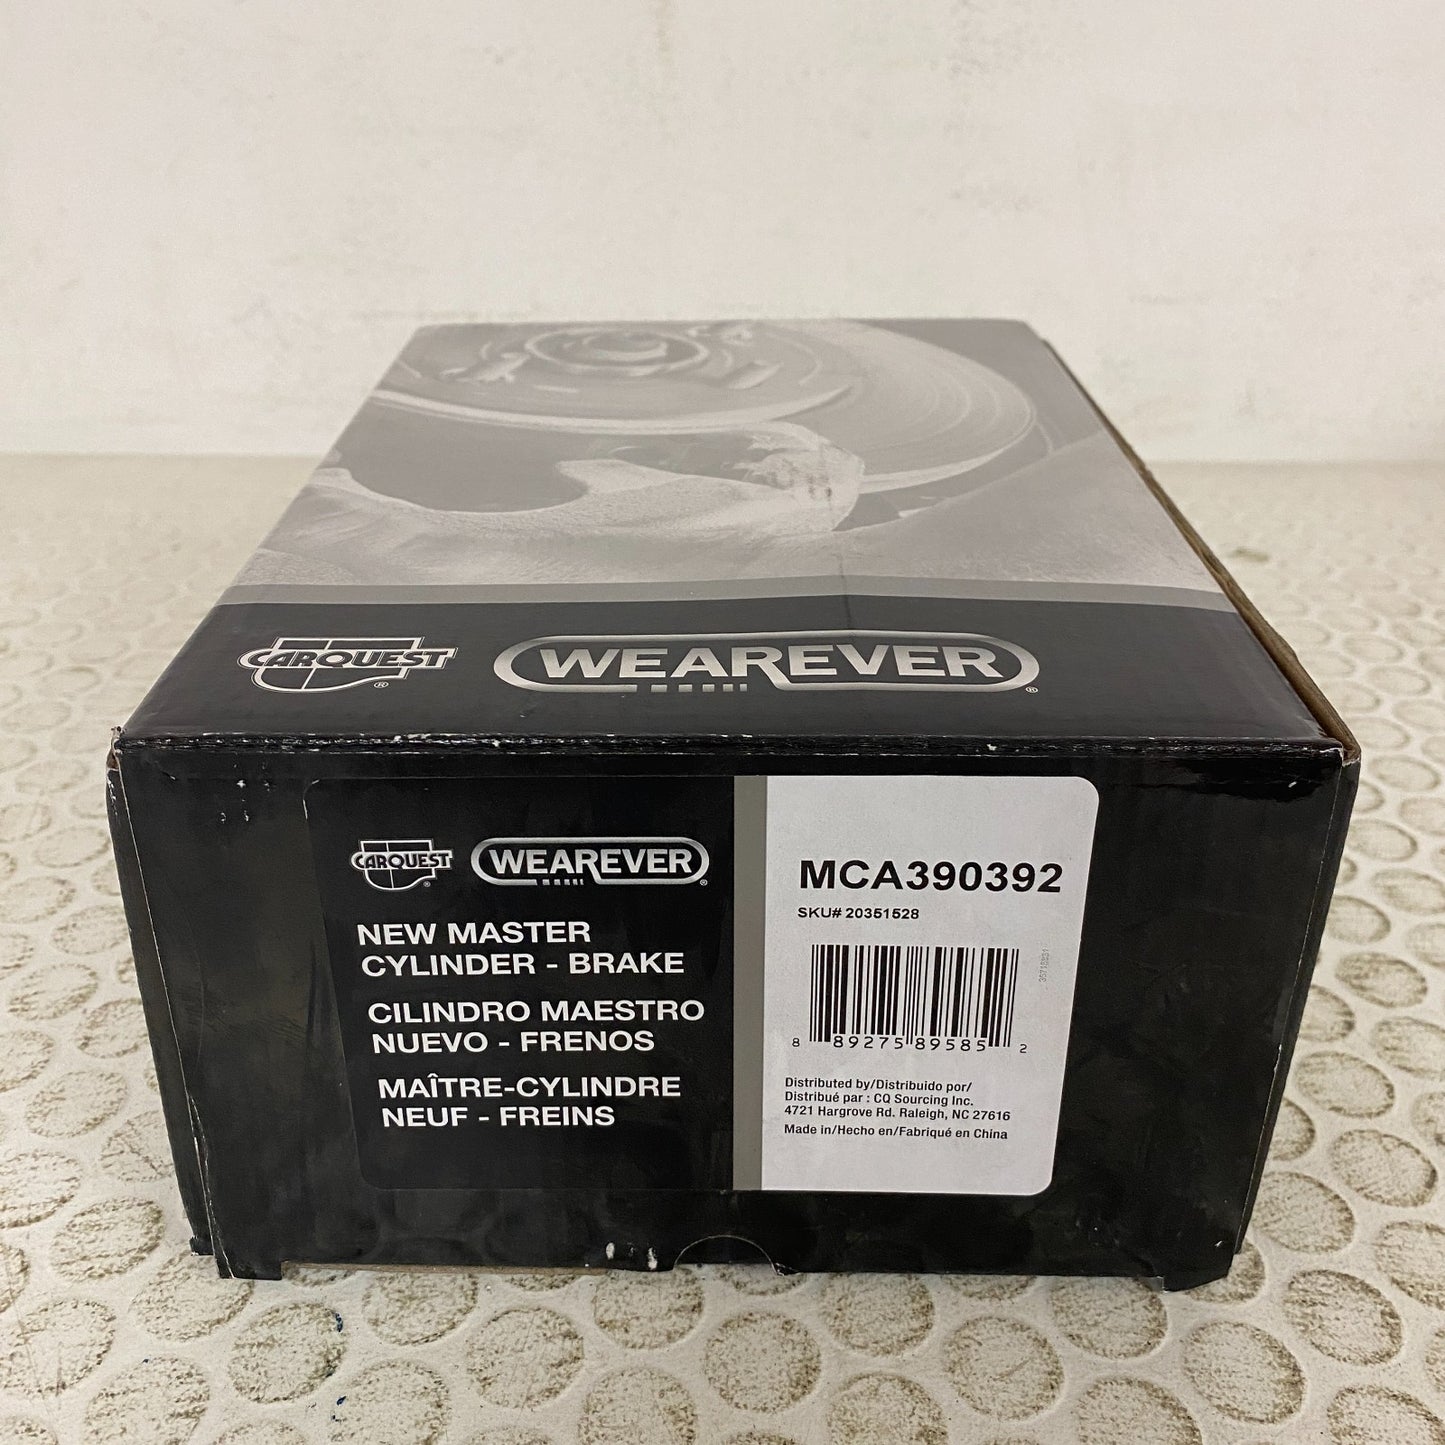 CARQUEST®
WEAREVER®
CARQUEST®
WEAREVER®
NEW MASTER
CYLINDER - BRAKE
CILINDRO MAESTRO
NUEVO - FRENOS
MAÎTRE-CYLINDRE
NEUF - FREINS
MCA390392
SKU# 20351528
8 89275 89585 2
Distributed by/Distribuido por/
Distribué par : CQ Sourcing Inc.
4721 Hargrove Rd. Raleigh, NC 27616
Made in/Hecho en/Fabriqué en China